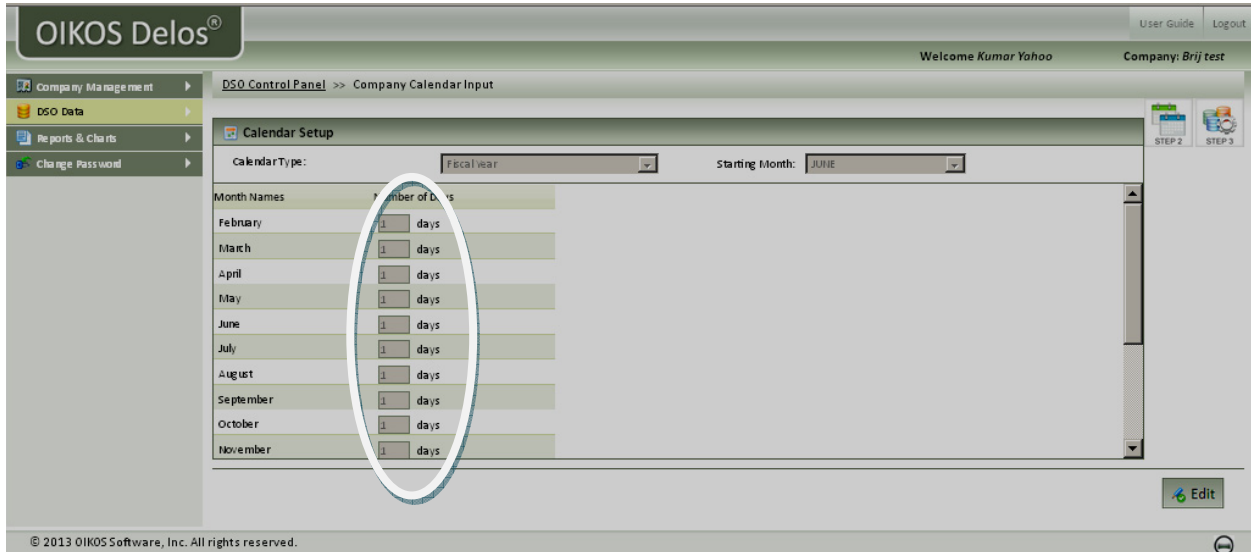 OIKOS Delos®
User Guide Logout
Welcome Kumar Yahoo Company: Brij test
Company Management
DSO Data
Reports & Charts
Change Password
DSO Control Panel >> Company Calendar Input
STEP 2 STEP 3
Calendar Setup
Calendar Type: Fiscal Year Starting Month: JUNE
Month Names Number of Days
February 1 days
March 1 days
April 1 days
May 1 days
June 1 days
July 1 days
August 1 days
September 1 days
October 1 days
November 1 days
Edit
© 2013 OIKOS Software, Inc. All rights reserved.